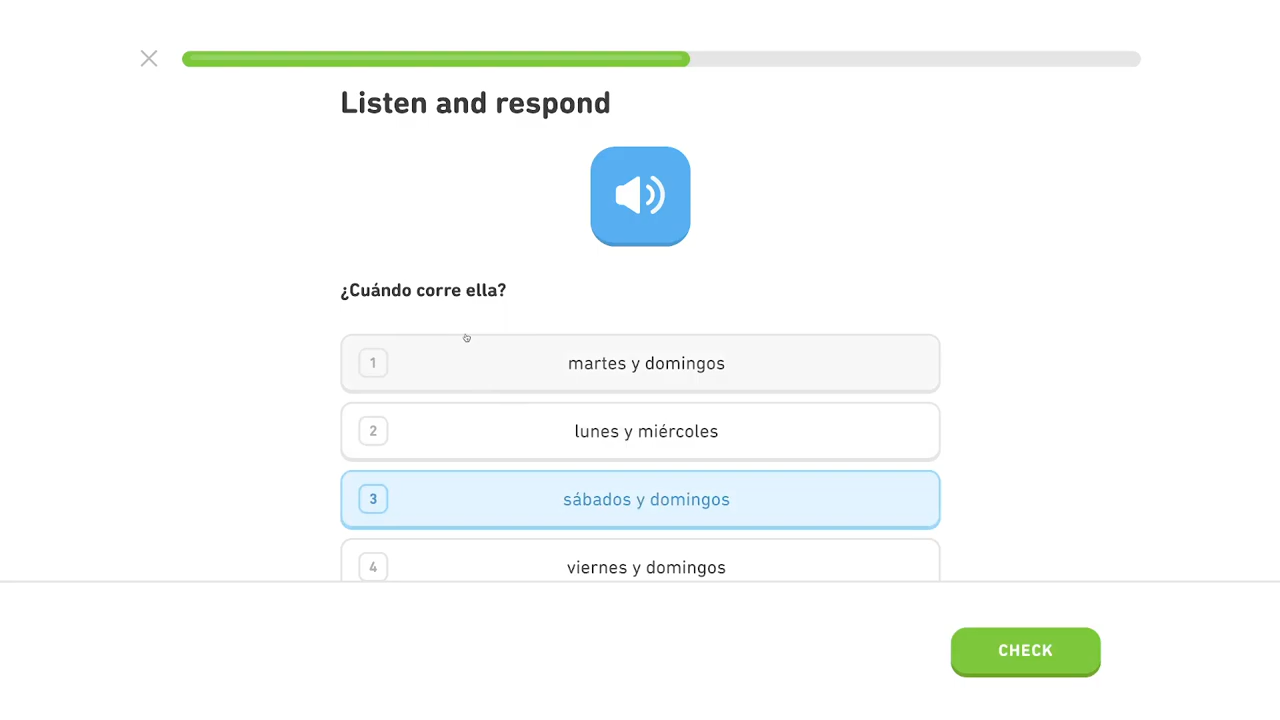 Listen and respond
¿Cuándo corre ella?
1 martes y domingos
2 lunes y miércoles
3 sábados y domingos
4 viernes y domingos
CHECK